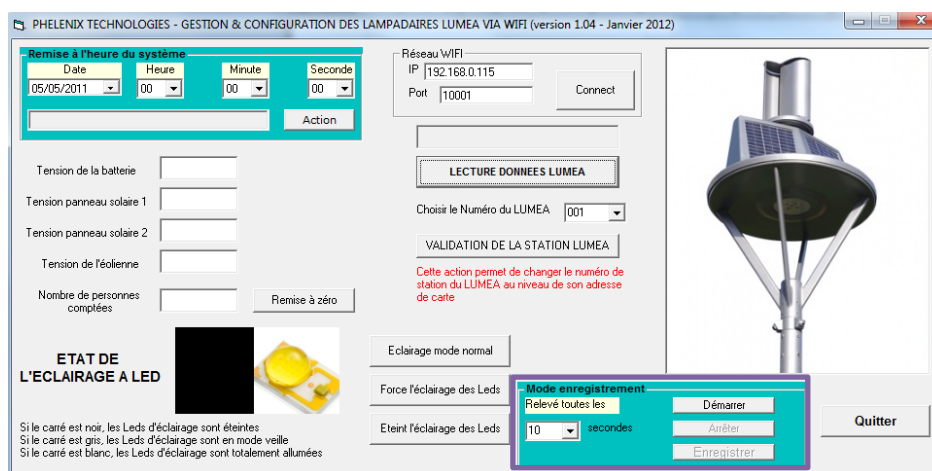 PHELENIX TECHNOLOGIES - GESTION & CONFIGURATION DES LAMPADAIRES LUMEA VIA WIFI (version 1.04 - Janvier 2012)
Remise à l'heure du système
Date Heure Minute Seconde
05/05/2011 00 00 00
Action
Réseau WIFI
IP 192.168.0.115
Port 10001
Connect
LECTURE DONNEES LUMEA
Choisir le Numéro du LUMEA 001
VALIDATION DE LA STATION LUMEA
Cette action permet de changer le numéro de
station du LUMEA au niveau de son adresse
de carte
Tension de la batterie
Tension panneau solaire 1
Tension panneau solaire 2
Tension de l'éolienne
Nombre de personnes
comptées
Remise à zéro
ETAT DE
L'ECLAIRAGE A LED
Si le carré est noir, les Leds d'éclairage sont éteintes
Si le carré est gris, les Leds d'éclairage sont en mode veille
Si le carré est blanc, les Leds d'éclairage sont totalement allumées
Eclairage mode normal
Force l'éclairage des Leds
Eteint l'éclairage des Leds
Mode enregistrement
Relevé toutes les
10 secondes
Démarrer
Arrêter
Enregistrer
Quitter